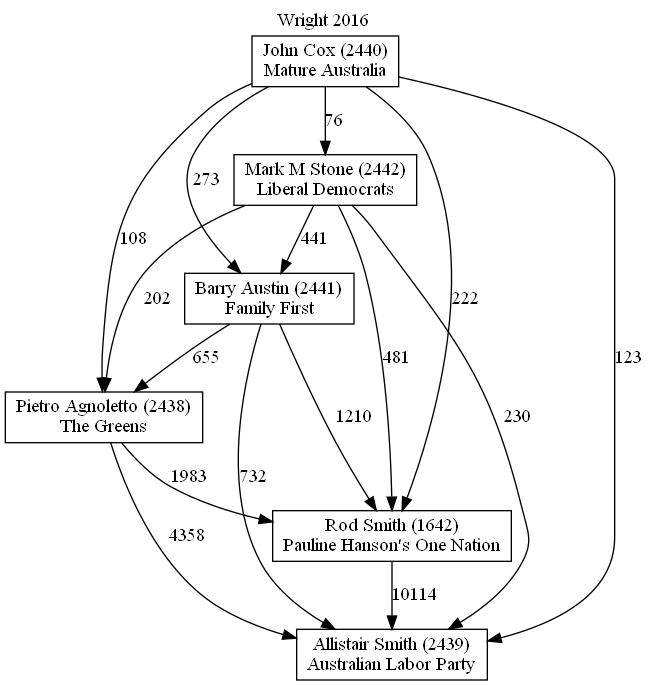 Wright 2016
John Cox (2440)
Mature Australia
76
Mark M Stone (2442)
Liberal Democrats
273
108
441
202
Barry Austin (2441)
Family First
222
655
481
123
Pietro Agnoletto (2438)
The Greens
1210
230
1983
732
4358
Rod Smith (1642)
Pauline Hanson's One Nation
10114
Allistair Smith (2439)
Australian Labor Party